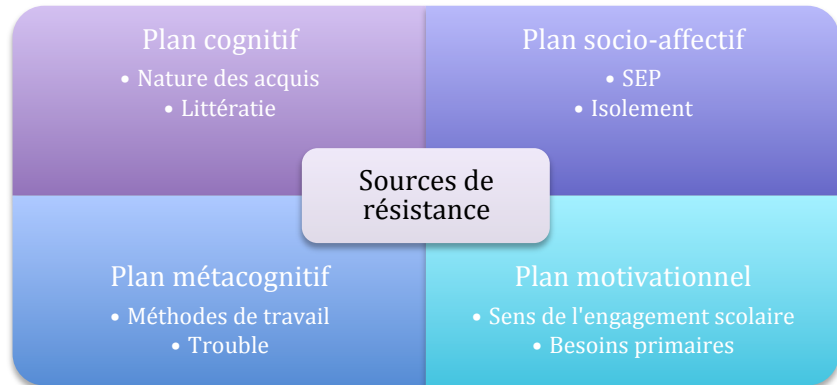 Plan cognitif
• Nature des acquis
• Littératie
Plan socio-affectif
• SEP
• Isolement
Sources de
résistance
Plan métacognitif
• Méthodes de travail
• Trouble
Plan motivationnel
• Sens de l'engagement scolaire
• Besoins primaires